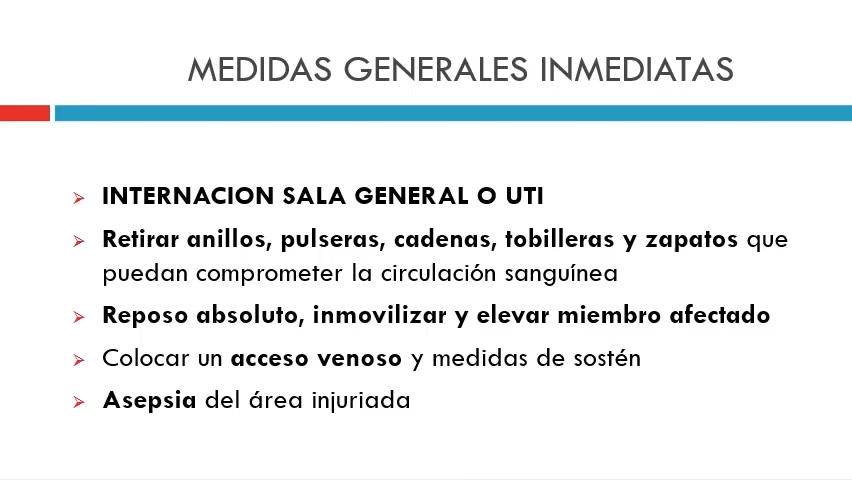 MEDIDAS GENERALES INMEDIATAS
INTERNACION SALA GENERAL O UTI
Retirar anillos, pulseras, cadenas, tobilleras y zapatos que
puedan comprometer la circulación sanguínea
Reposo absoluto, inmovilizar y elevar miembro afectado
Colocar un acceso venoso y medidas de sostén
Asepsia del área injuriada